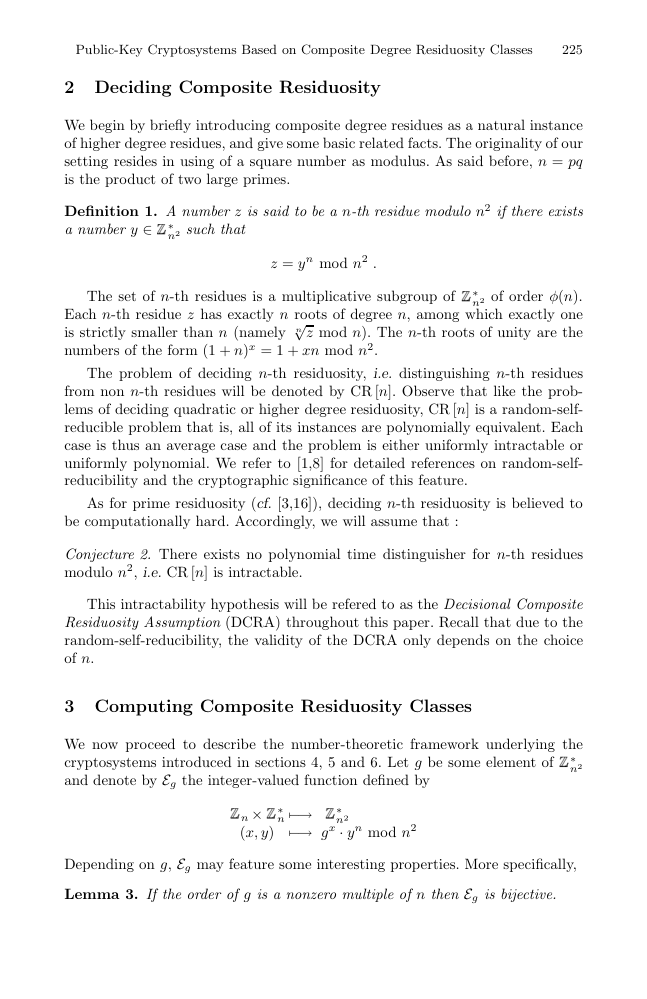 Public-Key Cryptosystems Based on Composite Degree Residuosity Classes 225
2 Deciding Composite Residuosity
We begin by briefly introducing composite degree residues as a natural instance
of higher degree residues, and give some basic related facts. The originality of our
setting resides in using of a square number as modulus. As said before, n = pq
is the product of two large primes.
Definition 1. A number z is said to be a n-th residue modulo n² if there exists
a number y ∈ ℤ*ₙ² such that
z = yⁿ mod n² .
The set of n-th residues is a multiplicative subgroup of ℤ*ₙ² of order ϕ(n).
Each n-th residue z has exactly n roots of degree n, among which exactly one
is strictly smaller than n (namely ⁿ√z mod n). The n-th roots of unity are the
numbers of the form (1 + n)ˣ = 1 + xn mod n².
The problem of deciding n-th residuosity, i.e. distinguishing n-th residues
from non n-th residues will be denoted by CR [n]. Observe that like the prob-
lems of deciding quadratic or higher degree residuosity, CR [n] is a random-self-
reducible problem that is, all of its instances are polynomially equivalent. Each
case is thus an average case and the problem is either uniformly intractable or
uniformly polynomial. We refer to [1,8] for detailed references on random-self-
reducibility and the cryptographic significance of this feature.
As for prime residuosity (cf. [3,16]), deciding n-th residuosity is believed to
be computationally hard. Accordingly, we will assume that :
Conjecture 2. There exists no polynomial time distinguisher for n-th residues
modulo n², i.e. CR [n] is intractable.
This intractability hypothesis will be refered to as the Decisional Composite
Residuosity Assumption (DCRA) throughout this paper. Recall that due to the
random-self-reducibility, the validity of the DCRA only depends on the choice
of n.
3 Computing Composite Residuosity Classes
We now proceed to describe the number-theoretic framework underlying the
cryptosystems introduced in sections 4, 5 and 6. Let g be some element of ℤ*ₙ²
and denote by ℰg the integer-valued function defined by
ℤₙ × ℤ*ₙ ⟼ ℤ*ₙ²
(x, y) ⟼ gˣ · yⁿ mod n²
Depending on g, ℰg may feature some interesting properties. More specifically,
Lemma 3. If the order of g is a nonzero multiple of n then ℰg is bijective.